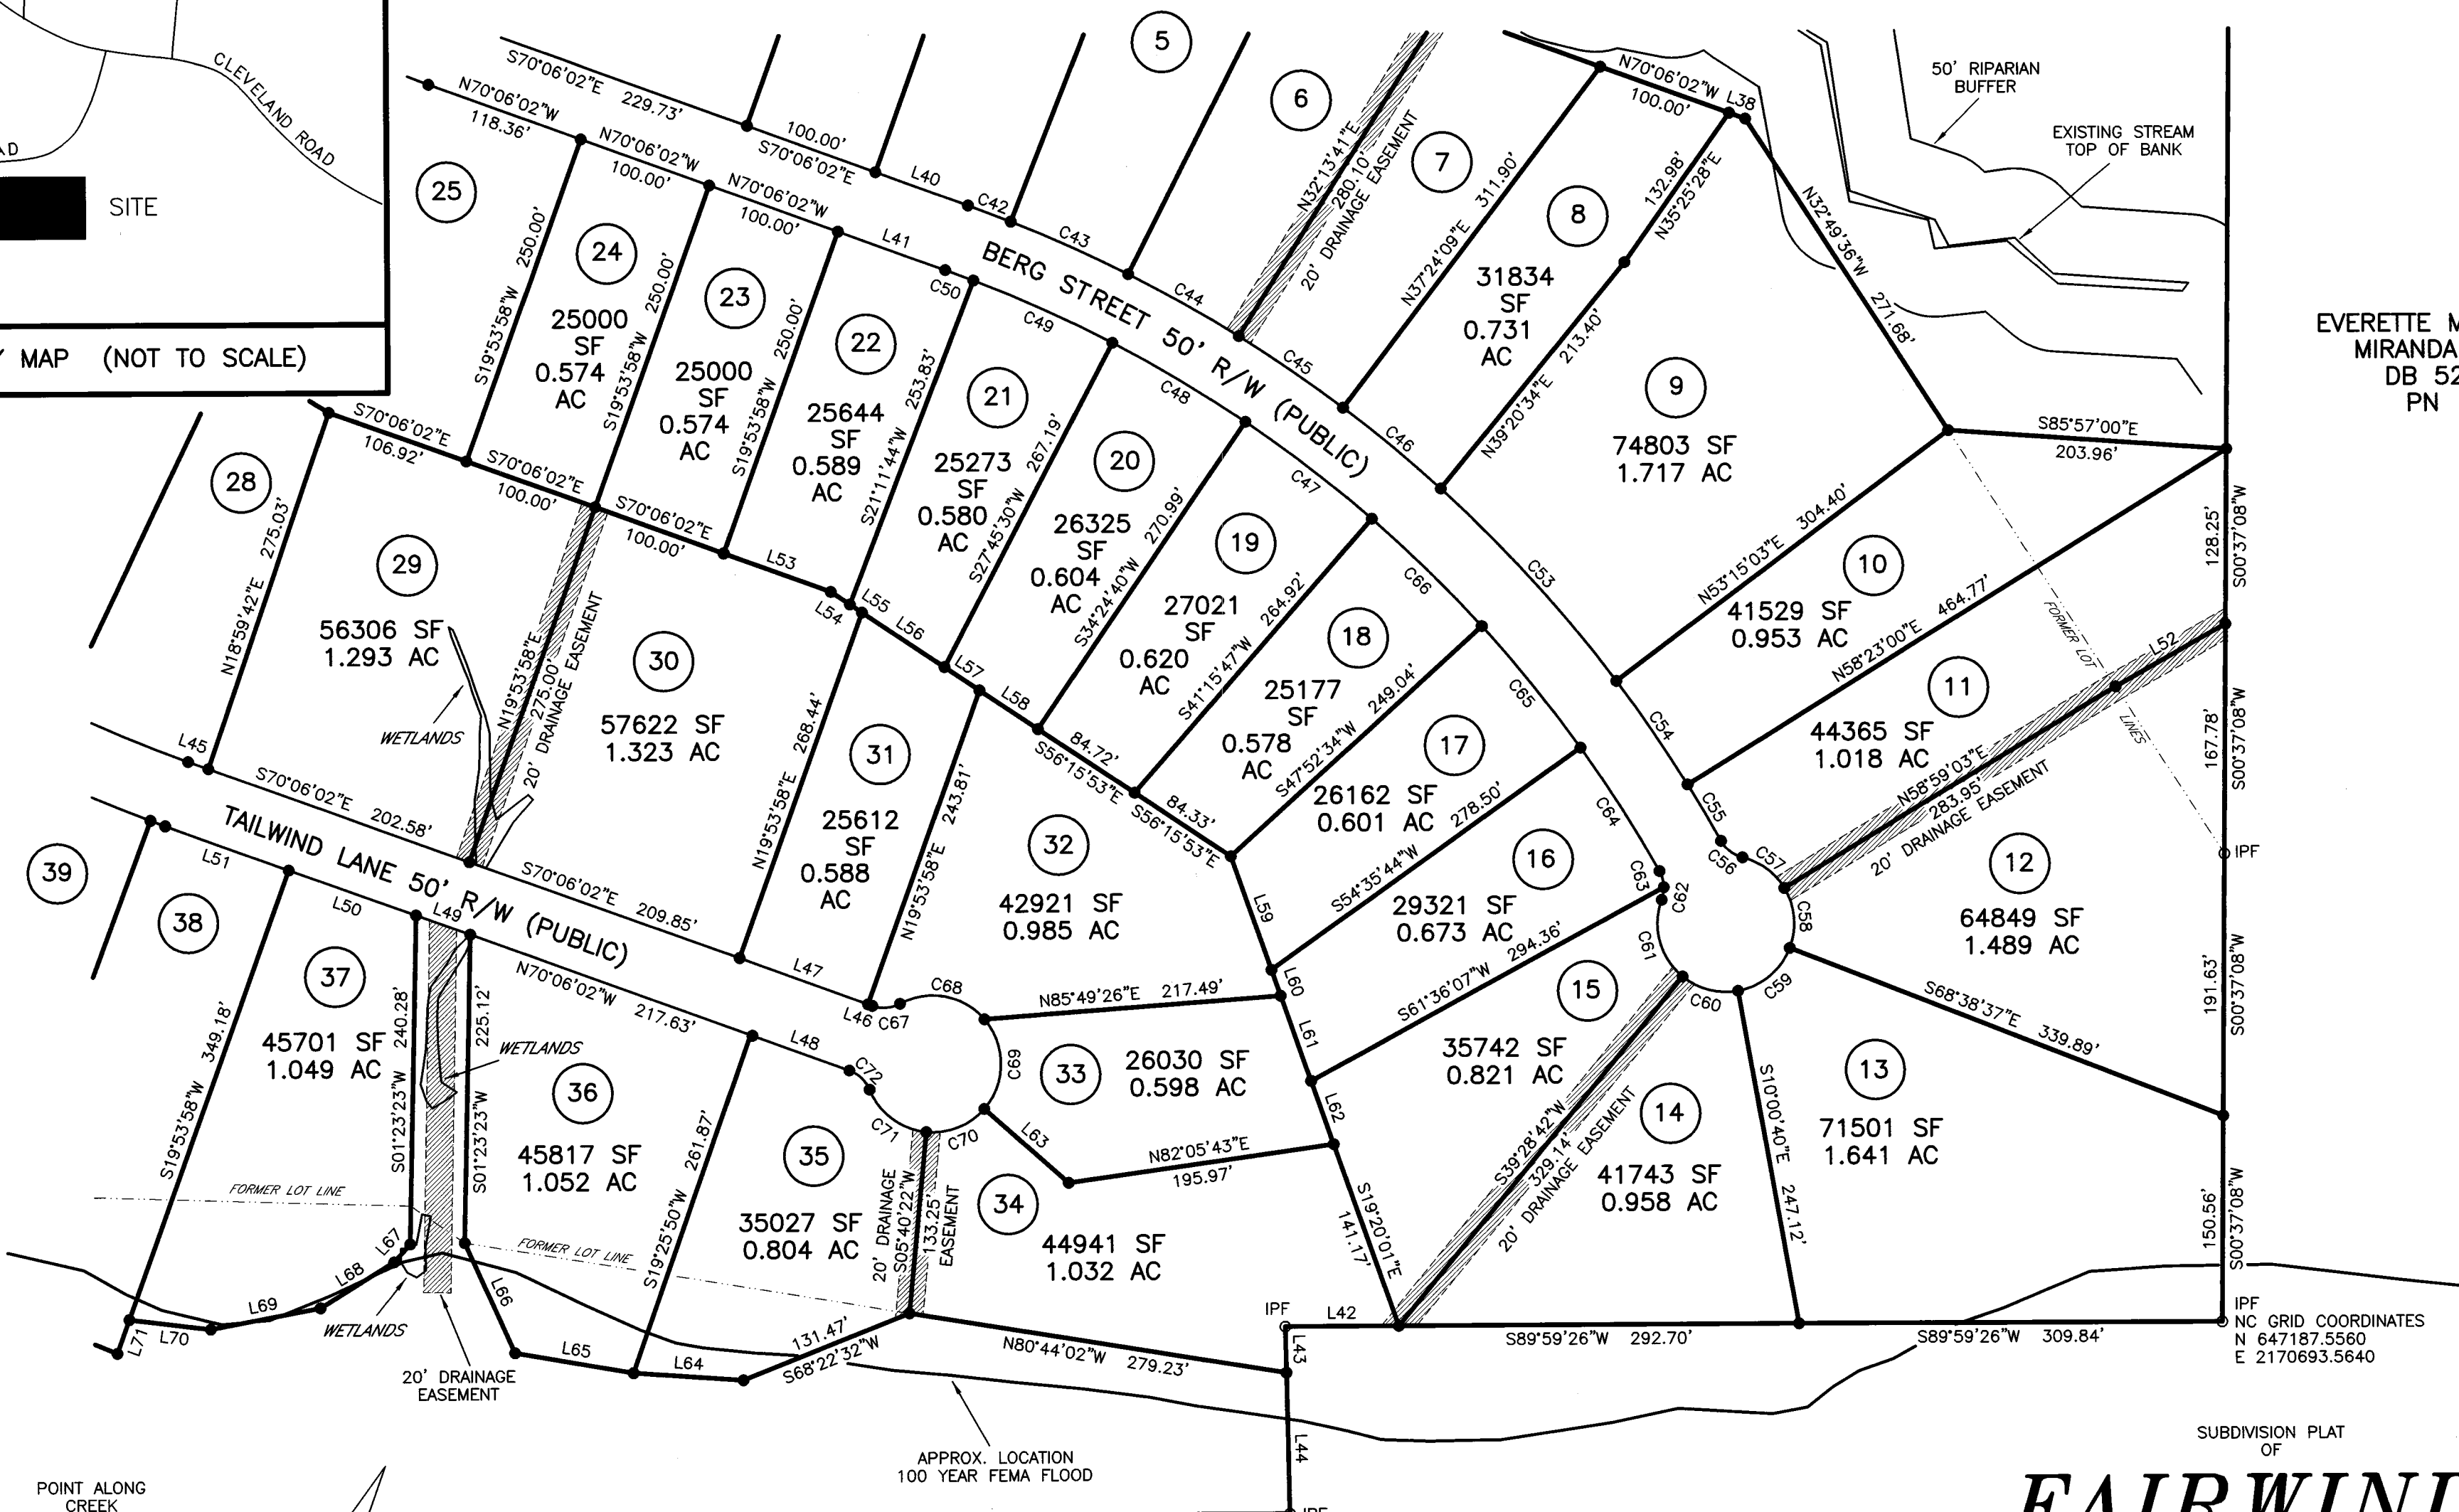 CLEVELAND ROAD
SITE
MAP (NOT TO SCALE)
S70°06'02"E 229.73'
100.00'
S70°06'02"E
L40
C42
C43
C44
C45
C46
C53
C54
C55
C56
C57
C58
C59
C60
C61
C62
C63
C64
C65
C66
C47
C48
C49
C50
L41
N70°06'02"W
118.36'
N70°06'02"W
100.00'
N70°06'02"W
100.00'
BERG STREET 50' R/W (PUBLIC)
5
6
N32°13'41"E
280.10'
20' DRAINAGE EASEMENT
7
N37°24'09"E 311.90'
N70°06'02"W
100.00'
L38
8
31834
SF
0.731
AC
132.98'
N35°25'28"E
N39°20'34"E 213.40'
N32°49'36"W 271.68'
50' RIPARIAN
BUFFER
EXISTING STREAM
TOP OF BANK
EVERETTE
MIRANDA
DB 52
PN
9
74803 SF
1.717 AC
S85°57'00"E
203.96'
N53°15'03"E 304.40'
10
41529 SF
0.953 AC
N58°23'00"E 464.77'
128.25'
S00°37'08"W
FORMER LOT
LINES
L52
11
44365 SF
1.018 AC
N58°59'03"E
283.95'
20' DRAINAGE EASEMENT
167.78'
S00°37'08"W
IPF
12
64849 SF
1.489 AC
S68°38'37"E 339.89'
191.63'
S00°37'08"W
13
71501 SF
1.641 AC
150.56'
S00°37'08"W
S10°00'40"E 247.12'
14
41743 SF
0.958 AC
S39°28'42"W
329.14'
20' DRAINAGE EASEMENT
15
35742 SF
0.821 AC
S61°36'07"W 294.36'
16
29321 SF
0.673 AC
S54°35'44"W 278.50'
17
26162 SF
0.601 AC
S47°52'34"W 249.04'
18
25177
SF
0.578
AC
S41°15'47"W 264.92'
19
27021
SF
0.620
AC
S34°24'40"W 270.99'
20
26325
SF
0.604
AC
S27°45'30"W 267.19'
21
25273
SF
0.580
AC
S21°11'44"W 253.83'
22
25644
SF
0.589
AC
S19°53'58"W 250.00'
23
25000
SF
0.574
AC
S19°53'58"W 250.00'
24
25000
SF
0.574
AC
S19°53'58"W 250.00'
25
S70°06'02"E
106.92'
S70°06'02"E
100.00'
S70°06'02"E
100.00'
L53
L54
L55
L56
L57
L58
84.72'
S56°15'53"E
84.33'
S56°15'53"E
L59
L60
L61
L62
S19°20'01"E
141.17'
28
N18°59'42"E 275.03'
29
56306 SF
1.293 AC
WETLANDS
N19°53'58"E
275.00'
20' DRAINAGE EASEMENT
30
57622 SF
1.323 AC
N19°53'58"E 268.44'
31
25612
SF
0.588
AC
N19°53'58"E 243.81'
32
42921 SF
0.985 AC
N85°49'26"E 217.49'
33
26030 SF
0.598 AC
L63
N82°05'43"E
195.97'
34
44941 SF
1.032 AC
L45
S70°06'02"E 202.58'
S70°06'02"E 209.85'
L47
L46
C67
C68
C69
C70
C71
C72
TAILWIND LANE 50' R/W (PUBLIC)
L51
L50
L49
N70°06'02"W 217.63'
L48
39
38
S19°53'58"W 349.18'
37
45701 SF
1.049 AC
S01°23'23"W 240.28'
S01°23'23"W 225.12'
WETLANDS
36
45817 SF
1.052 AC
S19°25'50"W 261.87'
35
35027 SF
0.804 AC
20' DRAINAGE
S05°40'22"W
133.25'
EASEMENT
FORMER LOT LINE
FORMER LOT LINE
L67
L68
L69
L70
L71
WETLANDS
L66
L65
L64
131.47'
S68°22'32"W
N80°44'02"W 279.23'
20' DRAINAGE
EASEMENT
IPF
L42
L43
L44
IPF
S89°59'26"W 292.70'
S89°59'26"W 309.84'
IPF
NC GRID COORDINATES
N 647187.5560
E 2170693.5640
APPROX. LOCATION
100 YEAR FEMA FLOOD
POINT ALONG
CREEK
SUBDIVISION PLAT
OF
FAIRWIND